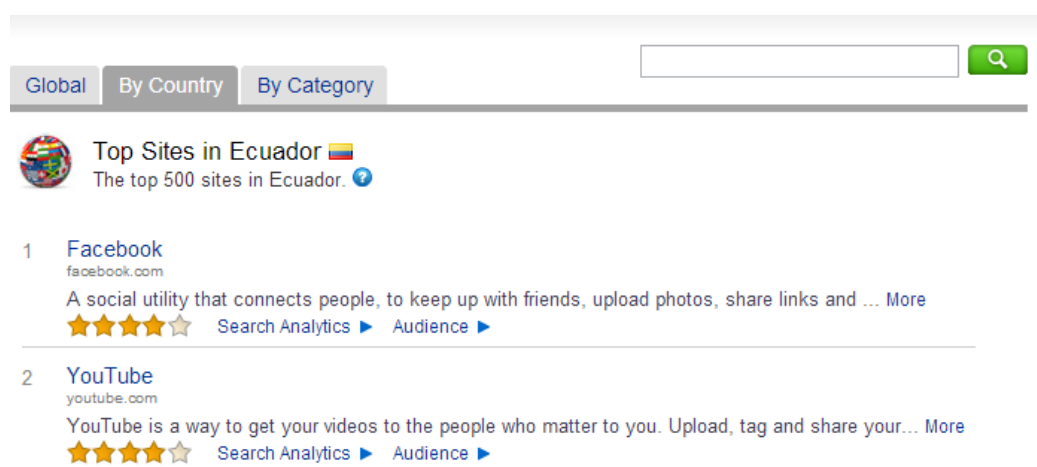 Global By Country By Category
Top Sites in Ecuador
The top 500 sites in Ecuador. ?
1 Facebook
facebook.com
A social utility that connects people, to keep up with friends, upload photos, share links and ... More
Search Analytics ▶ Audience ▶
2 YouTube
youtube.com
YouTube is a way to get your videos to the people who matter to you. Upload, tag and share your... More
Search Analytics ▶ Audience ▶